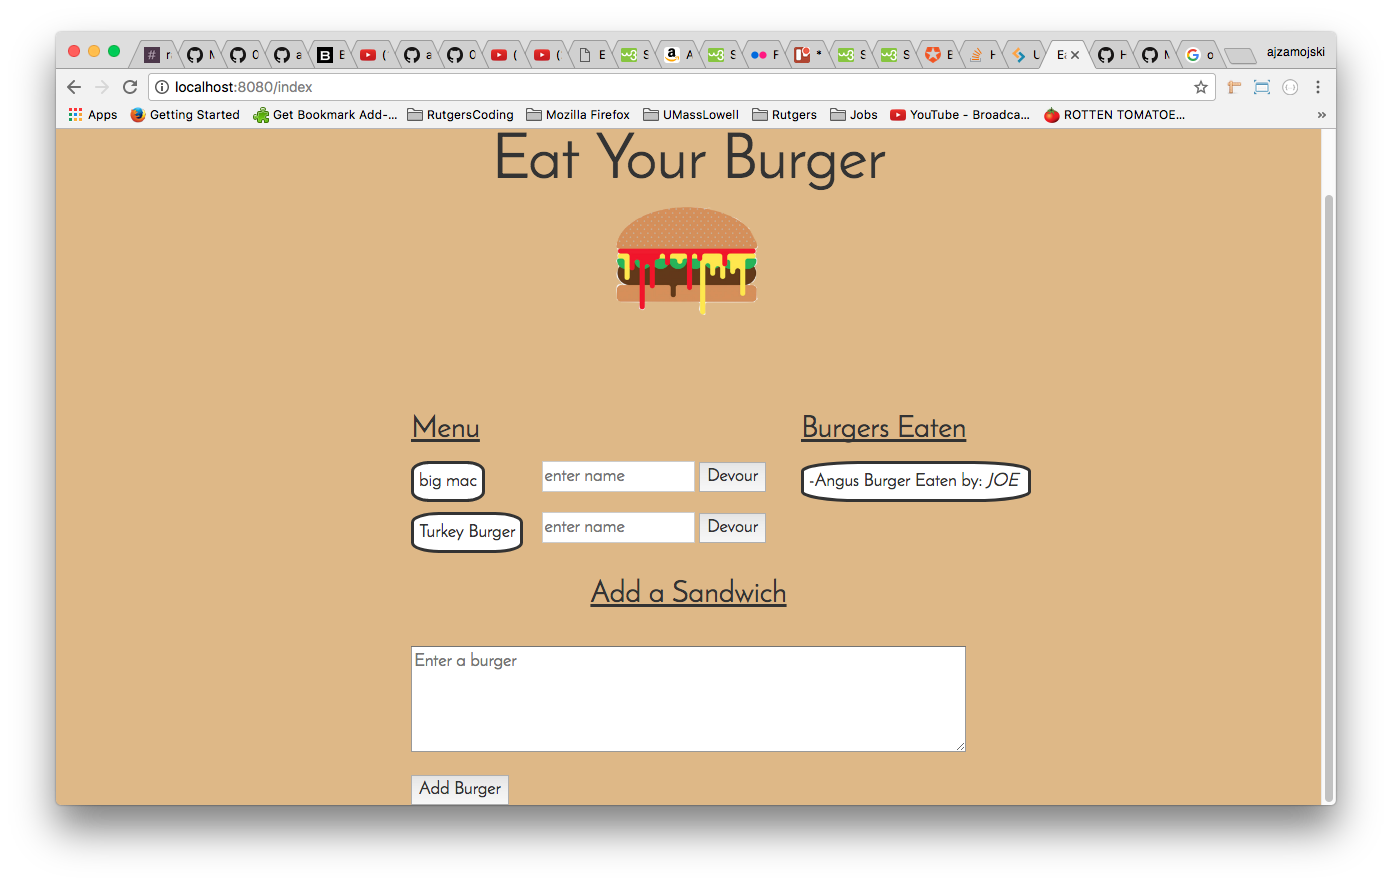 ajzamojski
localhost:8080/index
Apps Getting Started Get Bookmark Add-... RutgersCoding Mozilla Firefox UMassLowell Rutgers Jobs YouTube - Broadca... ROTTEN TOMATOE... »
Eat Your Burger
Menu
big mac enter name Devour
Turkey Burger enter name Devour
Burgers Eaten
-Angus Burger Eaten by: JOE
Add a Sandwich
Enter a burger
Add Burger